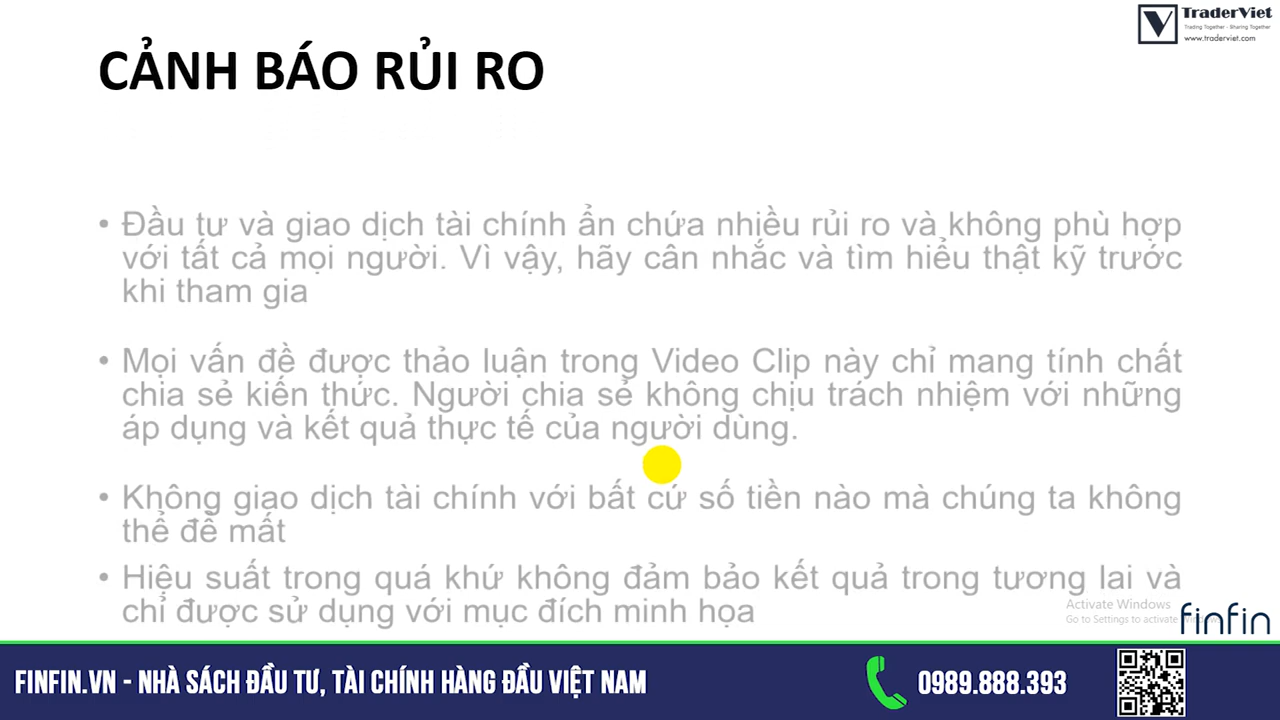 TraderViet
Trading Together - Sharing Together
www.traderviet.com
CẢNH BÁO RỦI RO
• Đầu tư và giao dịch tài chính ẩn chứa nhiều rủi ro và không phù hợp
với tất cả mọi người. Vì vậy, hãy cân nhắc và tìm hiểu thật kỹ trước
khi tham gia
• Mọi vấn đề được thảo luận trong Video Clip này chỉ mang tính chất
chia sẻ kiến thức. Người chia sẻ không chịu trách nhiệm với những
áp dụng và kết quả thực tế của người dùng.
• Không giao dịch tài chính với bất cứ số tiền nào mà chúng ta không
thể để mất
• Hiệu suất trong quá khứ không đảm bảo kết quả trong tương lai và
chỉ được sử dụng với mục đích minh họa
Activate Windows
Go to Settings to activate Windows.
finfin
FINFIN.VN - NHÀ SÁCH ĐẦU TƯ, TÀI CHÍNH HÀNG ĐẦU VIỆT NAM
0989.888.393